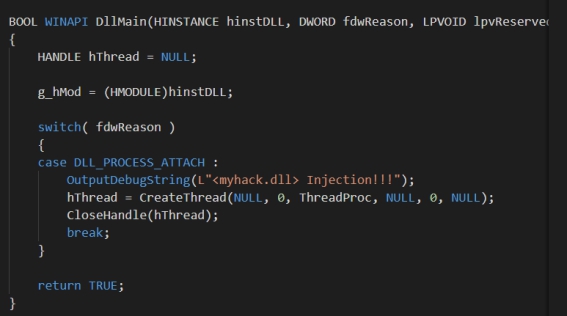 BOOL WINAPI DllMain(HINSTANCE hinstDLL, DWORD fdwReason, LPVOID lpvReserved
{
    HANDLE hThread = NULL;
    g_hMod = (HMODULE)hinstDLL;
    switch( fdwReason )
    {
    case DLL_PROCESS_ATTACH :
        OutputDebugString(L"<myhack.dll> Injection!!!");
        hThread = CreateThread(NULL, 0, ThreadProc, NULL, 0, NULL);
        CloseHandle(hThread);
        break;
    }
    return TRUE;
}